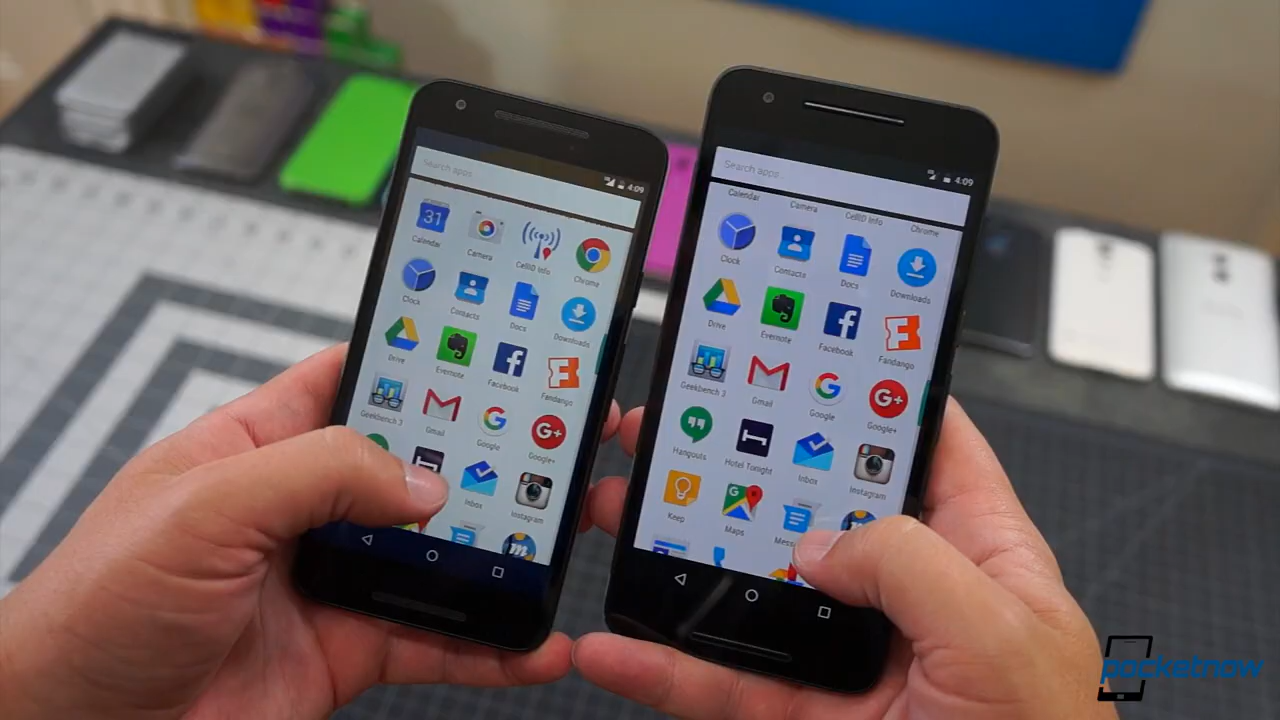 Search apps
4:09
31
Calendar
Camera
CellID Info
Chrome
Clock
Contacts
Docs
Downloads
Drive
Evernote
Facebook
Fandango
Geekbench 3
Gmail
Google
G+
Google+
Inbox
Instagram
Search apps
4:09
Calendar
Camera
CellID Info
Chrome
Clock
Contacts
Docs
Downloads
Drive
Evernote
Facebook
Fandango
Geekbench 3
Gmail
Google
G+
Google+
Hangouts
Hotel Tonight
Inbox
Instagram
Keep
Maps
pocketnow